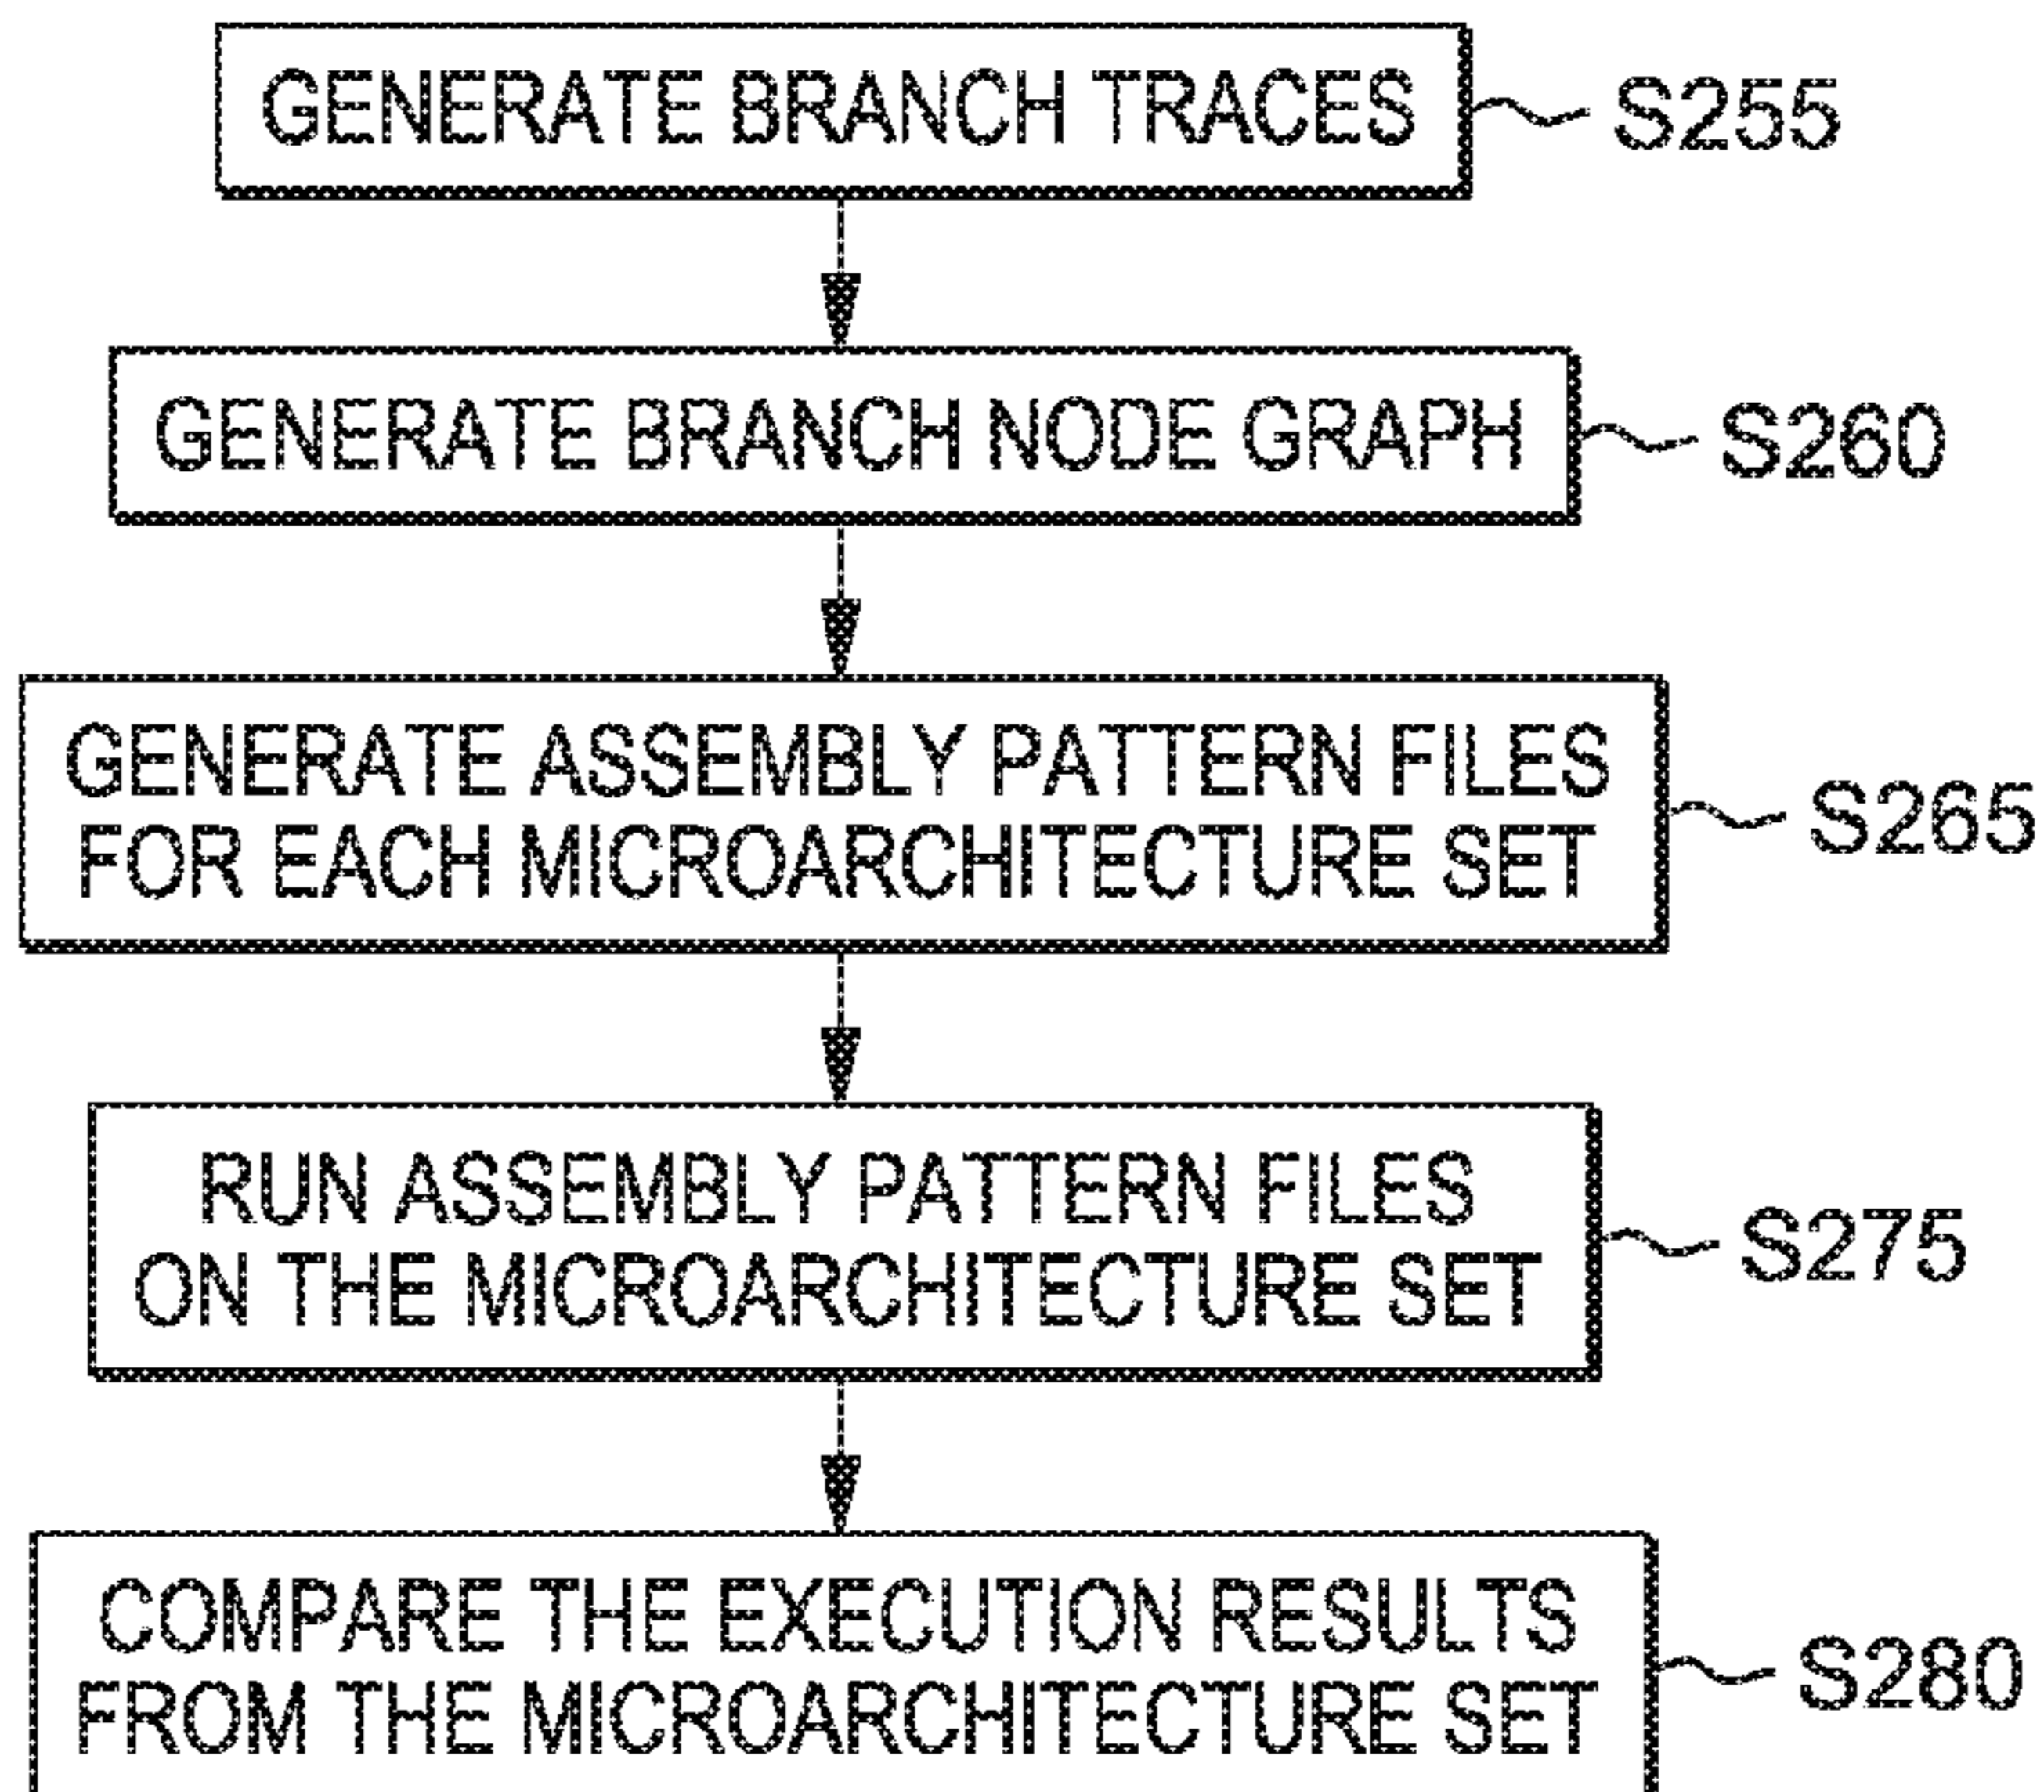 GENERATE BRANCH TRACES
S255
GENERATE BRANCH NODE GRAPH
S260
GENERATE ASSEMBLY PATTERN FILES
FOR EACH MICROARCHITECTURE SET
S265
RUN ASSEMBLY PATTERN FILES
ON THE MICROARCHITECTURE SET
S275
COMPARE THE EXECUTION RESULTS
FROM THE MICROARCHITECTURE SET
S280